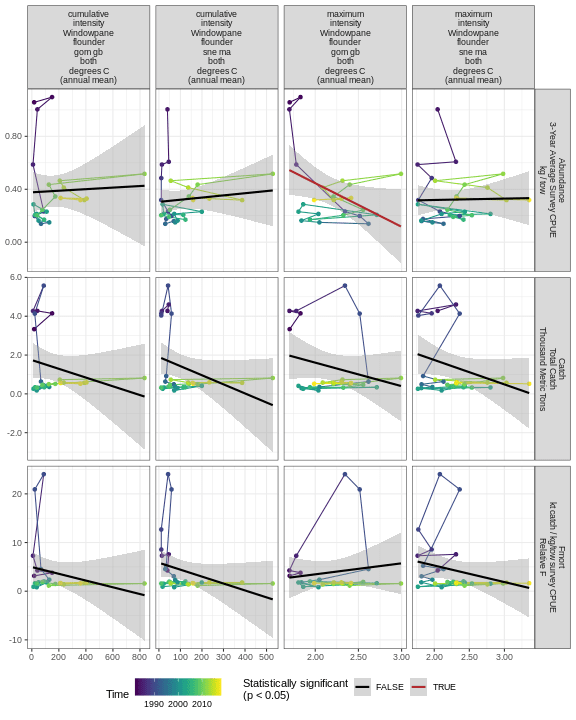 cumulative
intensity
Windowpane
flounder
gom gb
both
degrees C
(annual mean)
cumulative
intensity
Windowpane
flounder
sne ma
both
degrees C
(annual mean)
maximum
intensity
Windowpane
flounder
gom gb
both
degrees C
(annual mean)
maximum
intensity
Windowpane
flounder
sne ma
both
degrees C
(annual mean)
0.80
0.40
0.00
Abundance
3-Year Average Survey CPUE
kg / tow
6.0
4.0
2.0
0.0
-2.0
Catch
Total Catch
Thousand Metric Tons
20
10
0
-10
Fmort
kt catch / kg/tow survey CPUE
Relative F
0 200 400 600 800
0 100 200 300 400 500
2.00 2.50 3.00
2.00 2.50 3.00
Time
1990 2000 2010
Statistically significant
(p < 0.05)
FALSE
TRUE